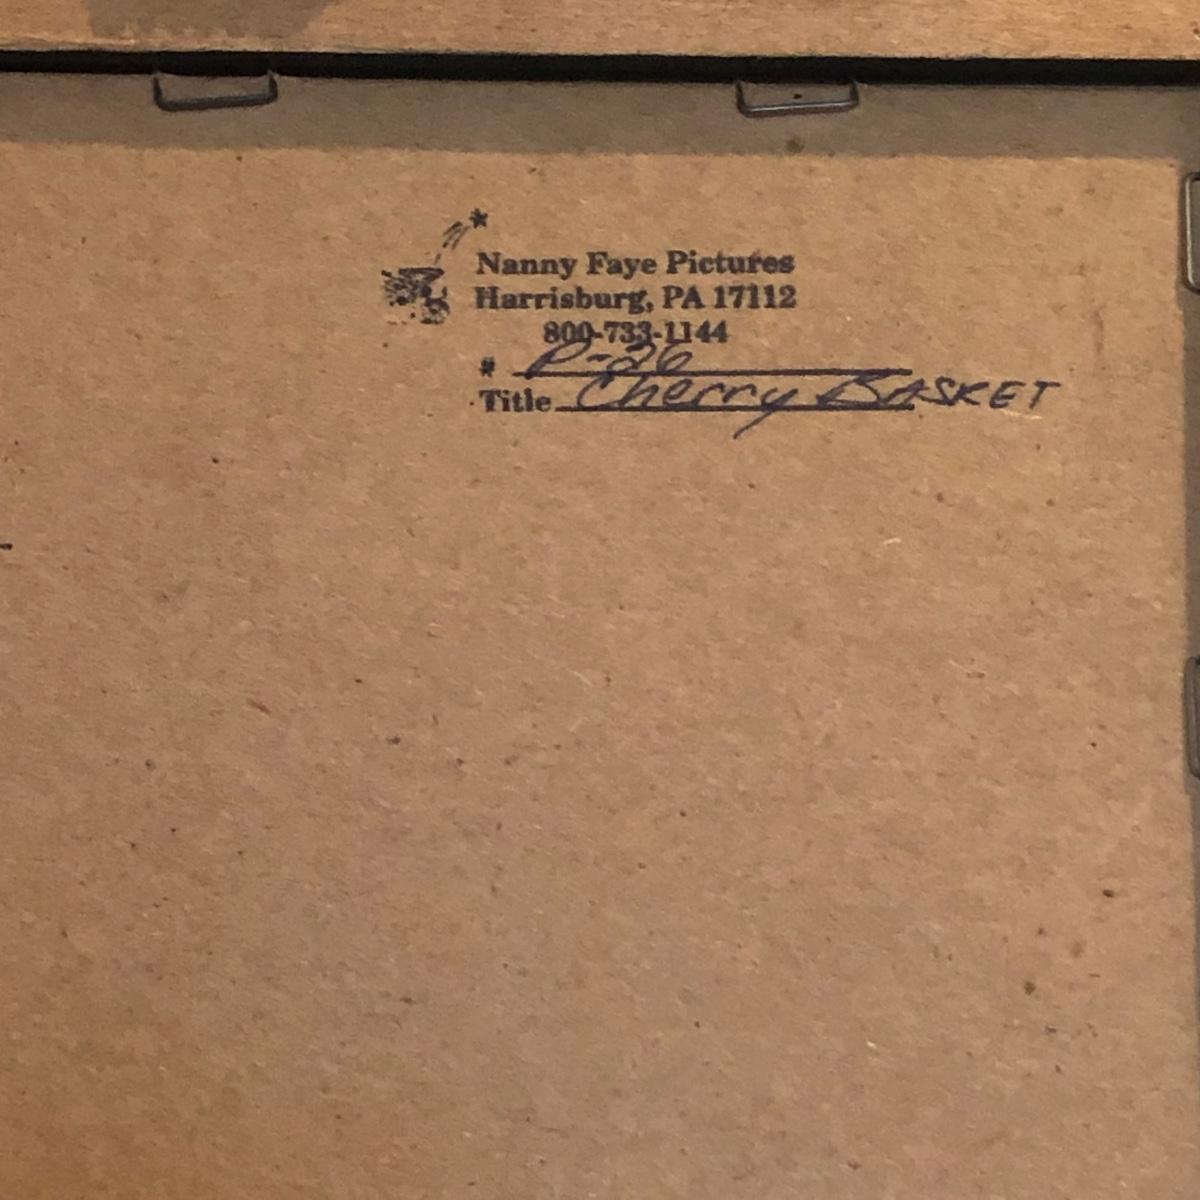 Nanny Faye Pictures
Harrisburg, PA 17112
800-733-1144
# P-26
Title Cherry BASKET